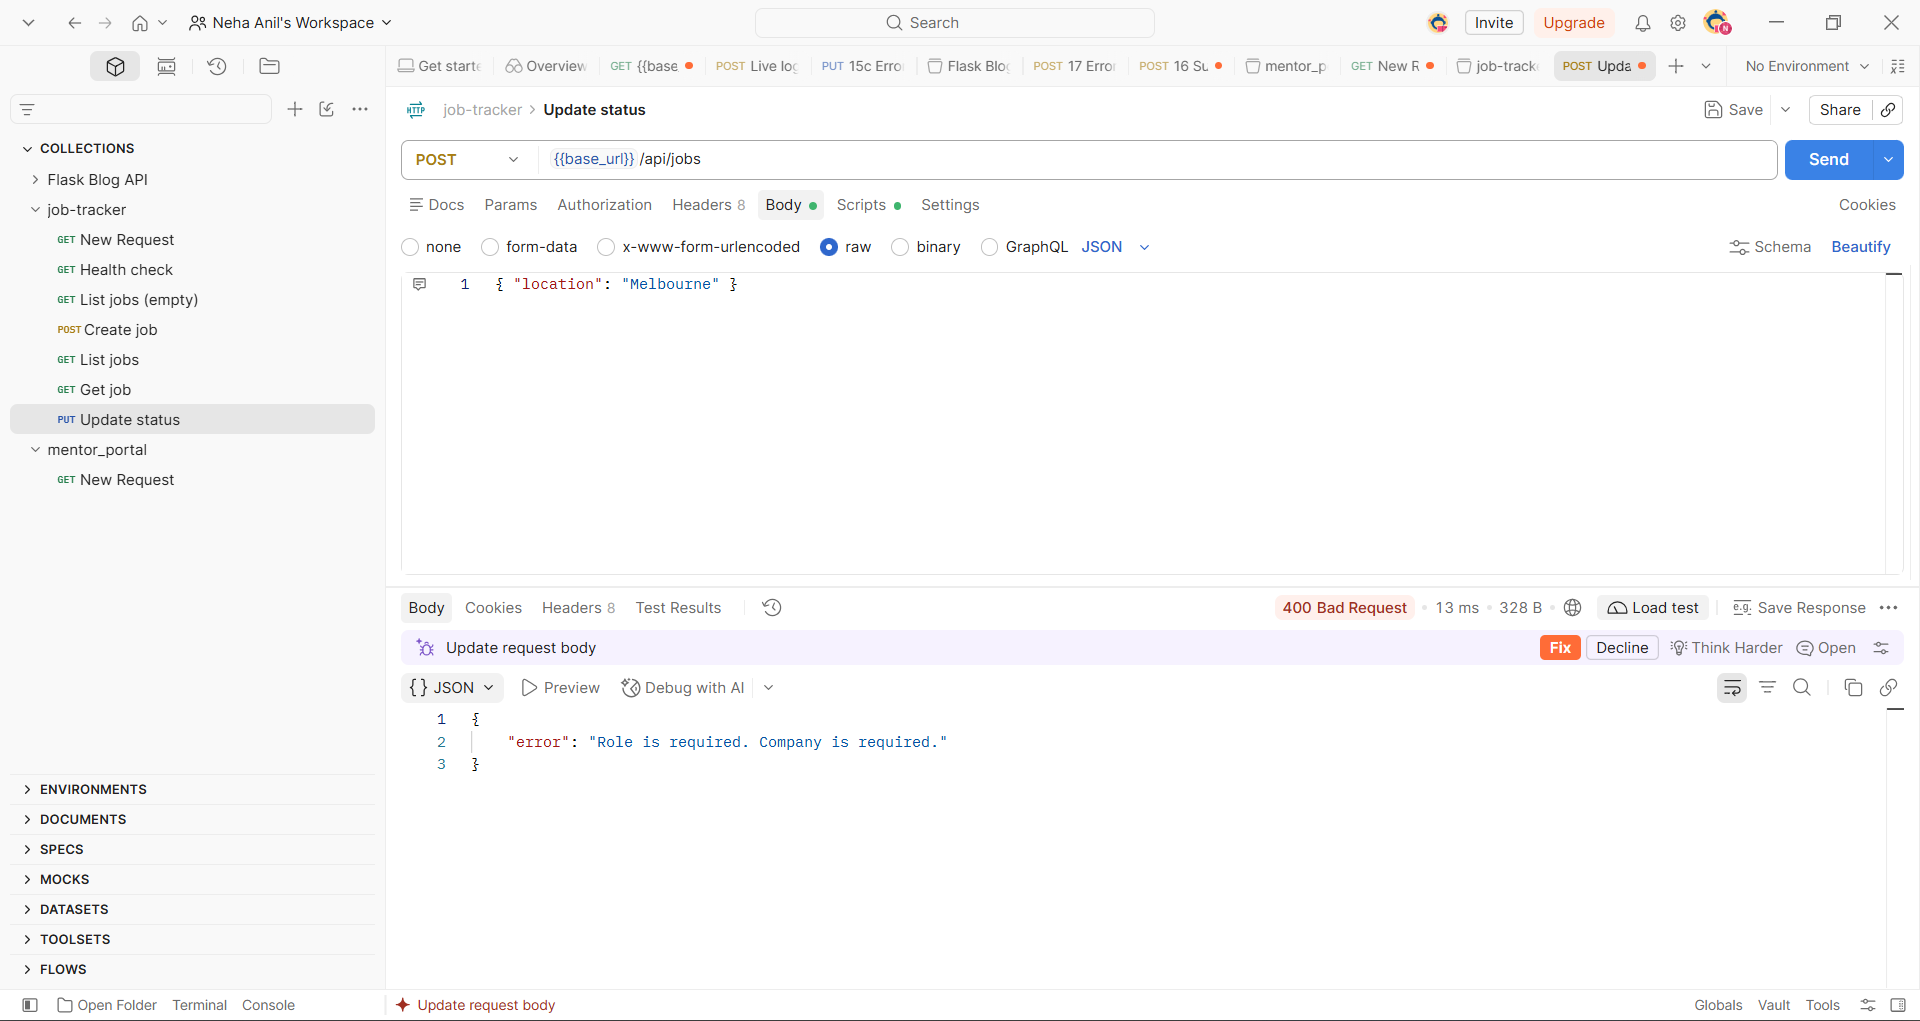 Neha Anil's Workspace
Search
Invite
Upgrade
Get starte
Overview
GET {{base
POST Live log
PUT 15c Erro
Flask Blog
POST 17 Erro
POST 16 Su
mentor_p
GET New R
job-track
POST Upda
No Environment
job-tracker > Update status
Save
Share
COLLECTIONS
POST
{{base_url}} /api/jobs
Send
Flask Blog API
job-tracker
Docs
Params
Authorization
Headers 8
Body
Scripts
Settings
Cookies
GET New Request
none
form-data
x-www-form-urlencoded
raw
binary
GraphQL
JSON
Schema
Beautify
GET Health check
1 { "location": "Melbourne" }
GET List jobs (empty)
POST Create job
GET List jobs
GET Get job
PUT Update status
mentor_portal
GET New Request
Body
Cookies
Headers 8
Test Results
400 Bad Request
13 ms
328 B
Load test
e.g. Save Response
Update request body
Fix
Decline
Think Harder
Open
{} JSON
Preview
Debug with AI
1 {
2 "error": "Role is required. Company is required."
3 }
ENVIRONMENTS
DOCUMENTS
SPECS
MOCKS
DATASETS
TOOLSETS
FLOWS
Open Folder
Terminal
Console
Update request body
Globals
Vault
Tools